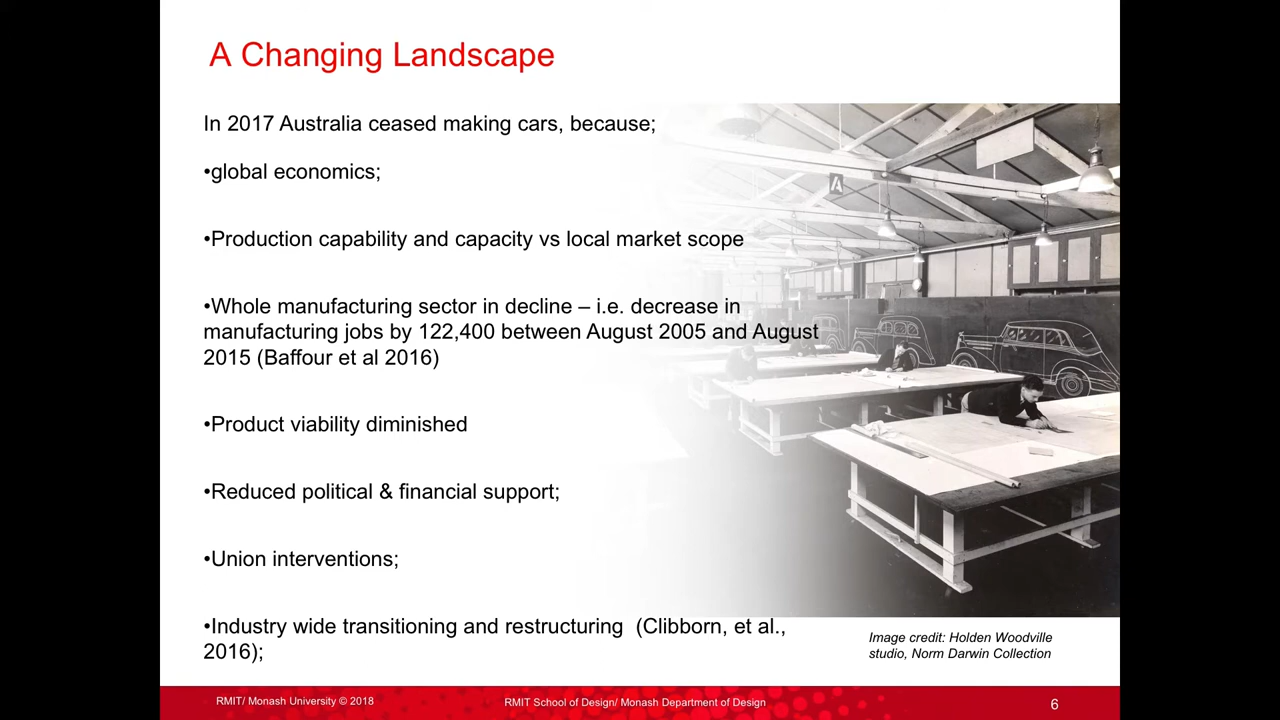 A Changing Landscape
In 2017 Australia ceased making cars, because;
•global economics;
•Production capability and capacity vs local market scope
•Whole manufacturing sector in decline – i.e. decrease in
manufacturing jobs by 122,400 between August 2005 and August
2015 (Baffour et al 2016)
•Product viability diminished
•Reduced political & financial support;
•Union interventions;
•Industry wide transitioning and restructuring  (Clibborn, et al.,
2016);
A
Image credit: Holden Woodville
studio, Norm Darwin Collection
RMIT/ Monash University © 2018
RMIT School of Design/ Monash Department of Design
6